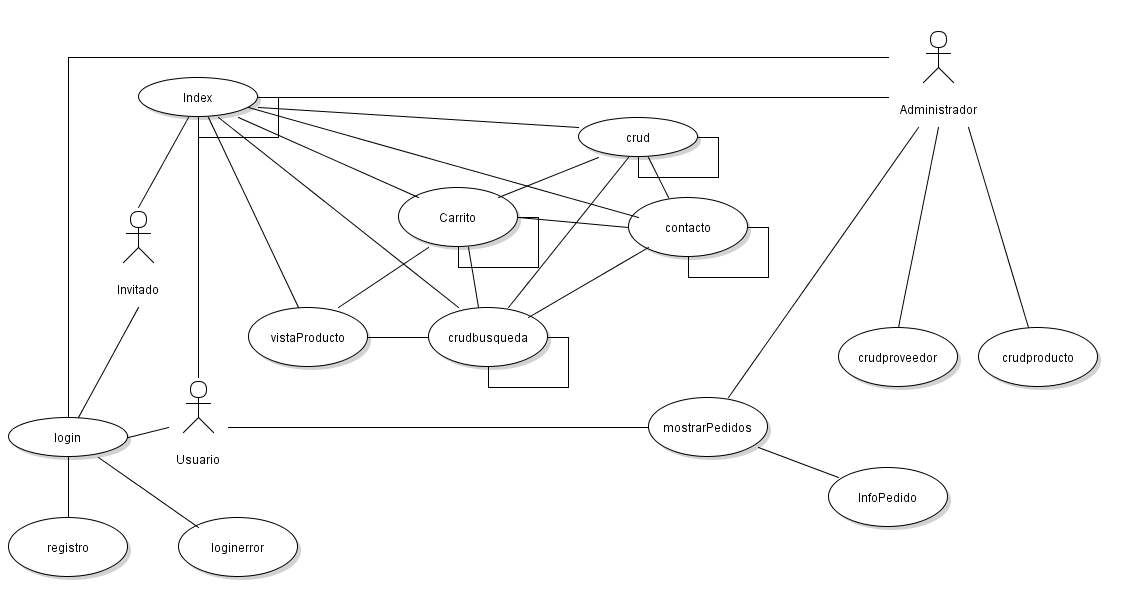 Index
Administrador
crud
Carrito
contacto
Invitado
vistaProducto
crudbusqueda
crudproveedor
crudproducto
login
mostrarPedidos
Usuario
InfoPedido
registro
loginerror